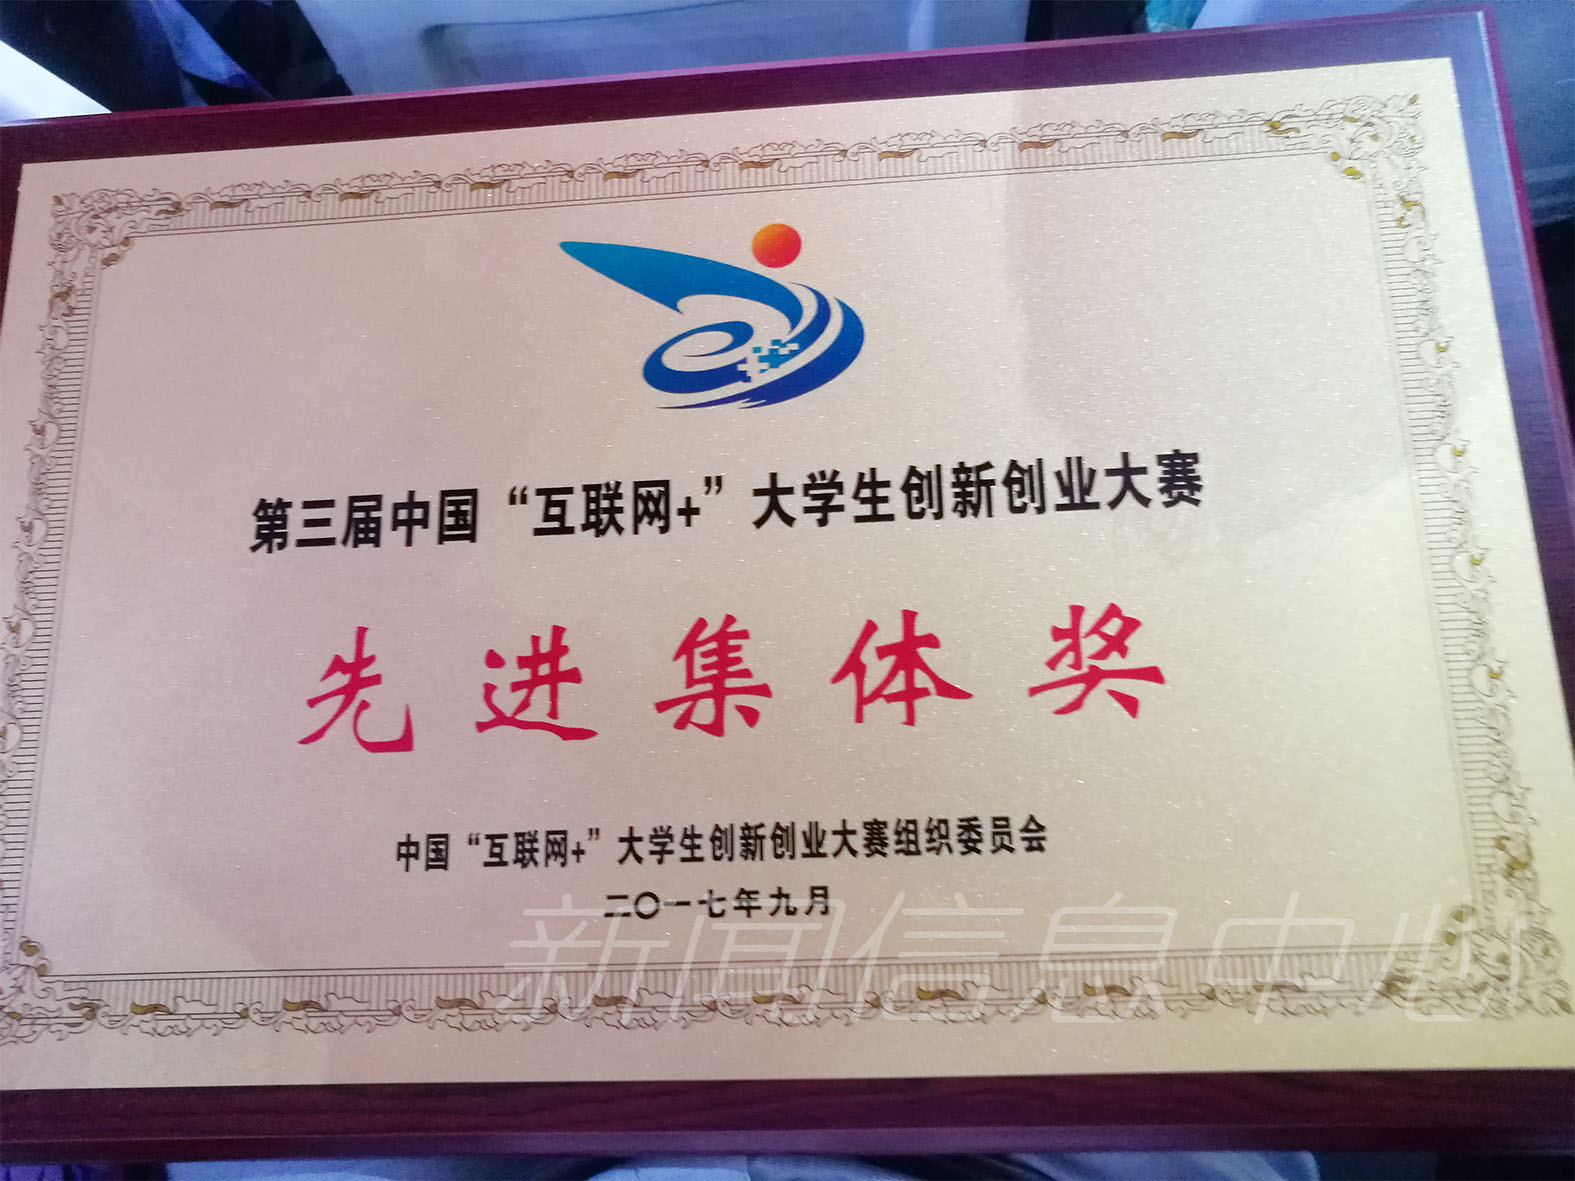 第三届中国“互联网+”大学生创新创业大赛
先进集体奖
中国“互联网+”大学生创新创业大赛组织委员会
二〇一七年九月
新闻信息中心